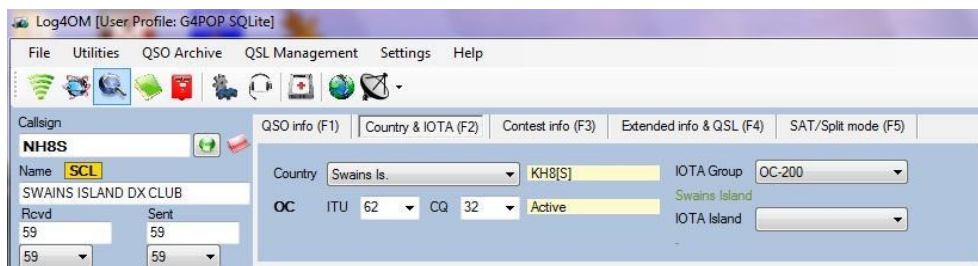 Log4OM [User Profile: G4POP SQLite]
File Utilities QSO Archive QSL Management Settings Help
Callsign
NH8S
Name SCL
SWAINS ISLAND DX CLUB
Rcvd Sent
59 59
59 59
QSO info (F1) Country & IOTA (F2) Contest info (F3) Extended info & QSL (F4) SAT/Split mode (F5)
Country Swains Is. KH8[S] IOTA Group OC-200
Swains Island
OC ITU 62 CQ 32 Active IOTA Island
-